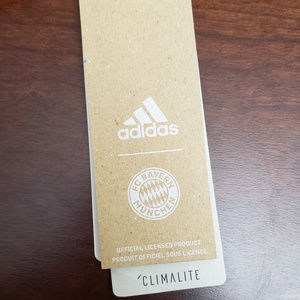 adidas
FC BAYERN
MÜNCHEN
OFFICIAL LICENSED PRODUCT
PRODUIT OFFICIEL SOUS LICENCE
CLIMALITE